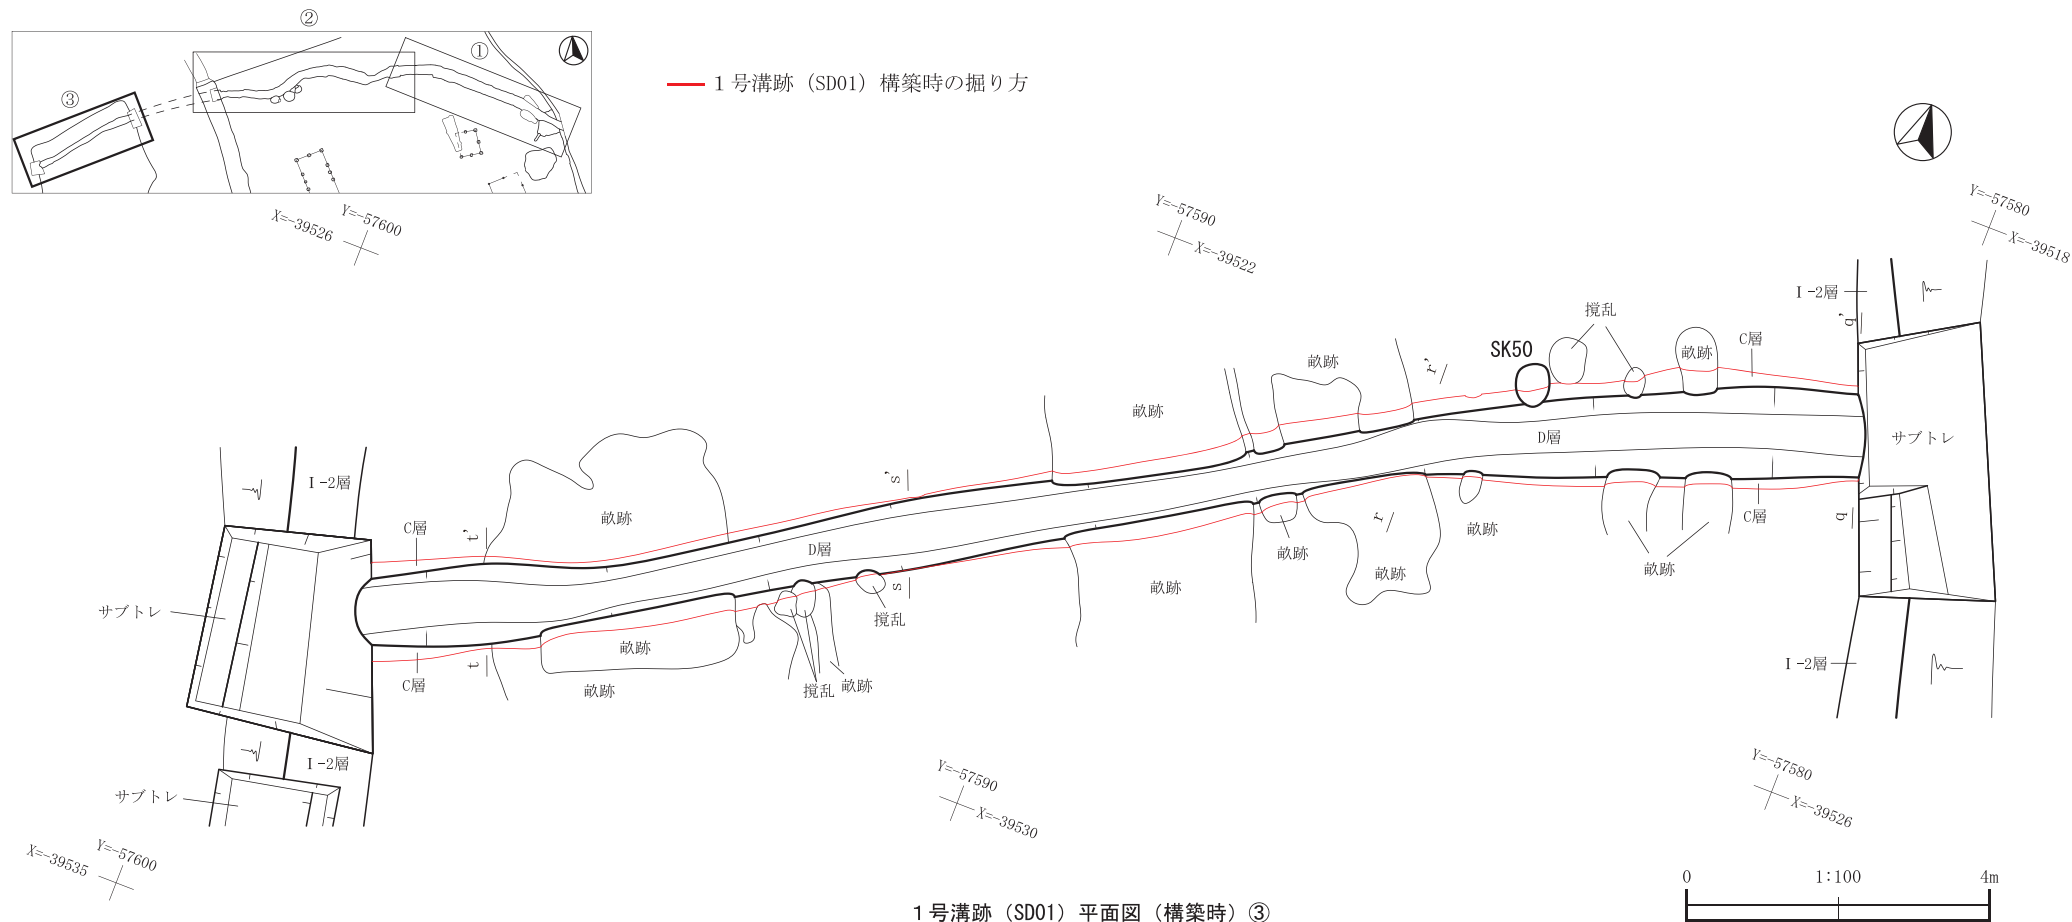 ②
①
③
1号溝跡（SD01）構築時の掘り方
X=-39526
Y=-57600
Y=-57590
X=-39522
Y=-57580
X=-39518
Ⅰ-2層
q'
撹乱
C層
SK50
畝跡
r'
畝跡
畝跡
サブトレ
D層
s'
Ⅰ-2層
畝跡
C層
t'
q
C層
畝跡
r
畝跡
畝跡
畝跡
畝跡
畝跡
D層
s
撹乱
サブトレ
畝跡
t
C層
畝跡
撹乱
畝跡
Ⅰ-2層
Ⅰ-2層
サブトレ
Y=-57590
X=-39530
Y=-57580
X=-39526
X=-39535
Y=-57600
0
1:100
4m
1号溝跡（SD01）平面図（構築時）③